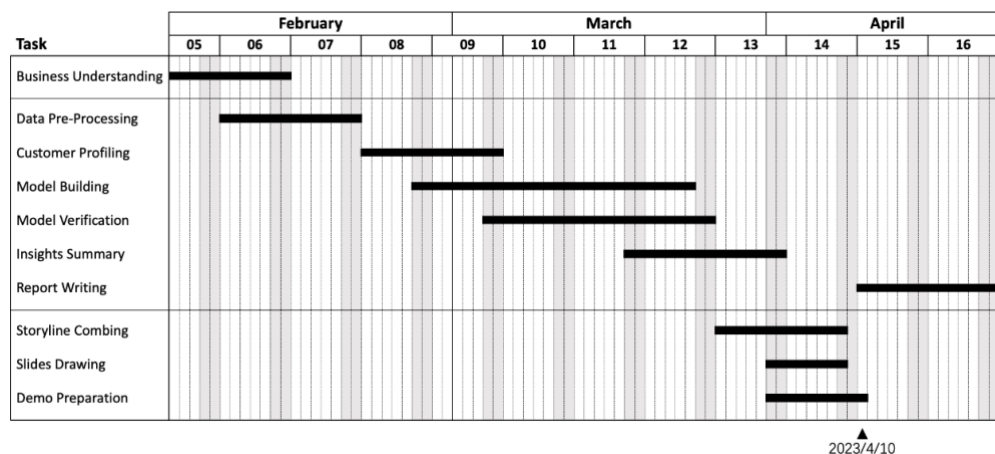 February March April
Task 05 06 07 08 09 10 11 12 13 14 15 16
Business Understanding
Data Pre-Processing
Customer Profiling
Model Building
Model Verification
Insights Summary
Report Writing
Storyline Combing
Slides Drawing
Demo Preparation
2023/4/10